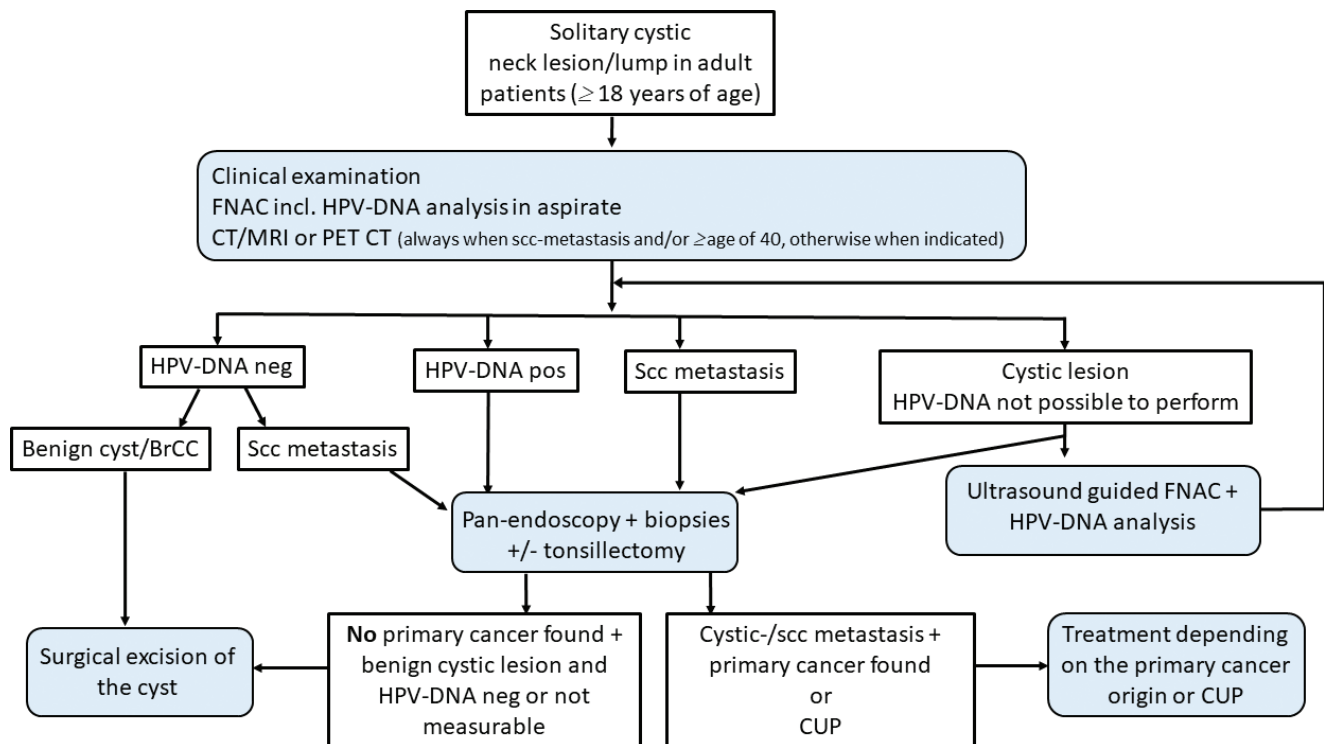 Solitary cystic
neck lesion/lump in adult
patients (≥ 18 years of age)
Clinical examination
FNAC incl. HPV-DNA analysis in aspirate
CT/MRI or PET CT (always when scc-metastasis and/or ≥age of 40, otherwise when indicated)
HPV-DNA neg
HPV-DNA pos
Scc metastasis
Cystic lesion
HPV-DNA not possible to perform
Benign cyst/BrCC
Scc metastasis
Ultrasound guided FNAC +
HPV-DNA analysis
Pan-endoscopy + biopsies
+/- tonsillectomy
Surgical excision of
the cyst
No primary cancer found +
benign cystic lesion and
HPV-DNA neg or not
measurable
Cystic-/scc metastasis +
primary cancer found
or
CUP
Treatment depending
on the primary cancer
origin or CUP